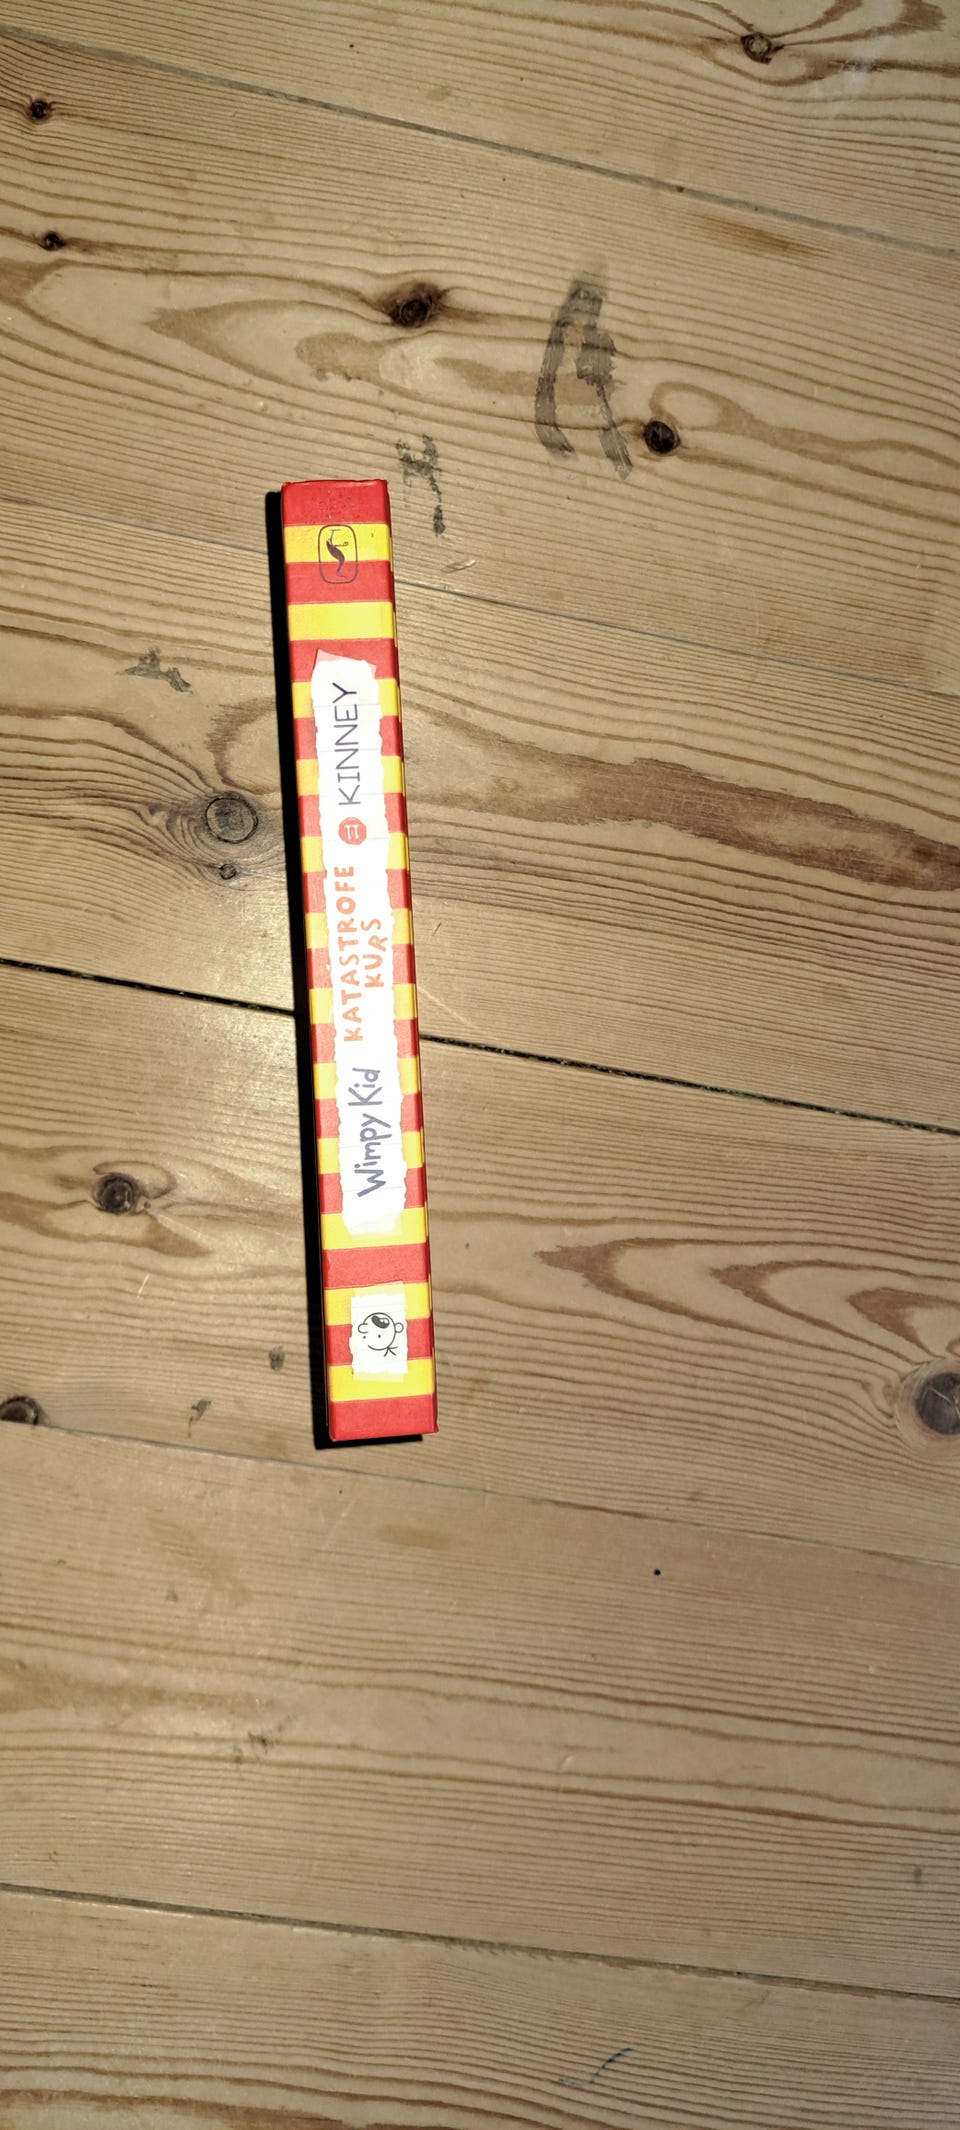 Wimpy Kid
KATASTROFE
KURS
11
KINNEY